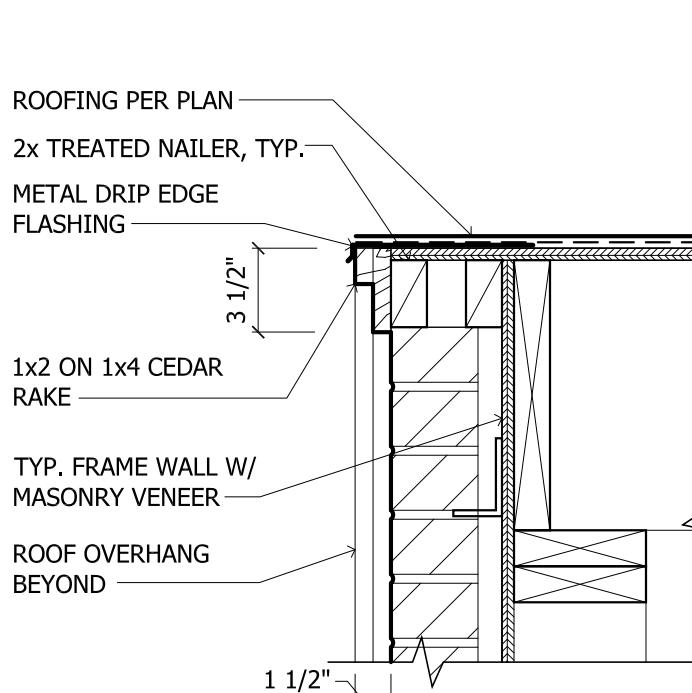 ROOFING PER PLAN
2x TREATED NAILER, TYP.
METAL DRIP EDGE
FLASHING
3 1/2"
1x2 ON 1x4 CEDAR
RAKE
TYP. FRAME WALL W/
MASONRY VENEER
ROOF OVERHANG
BEYOND
1 1/2"